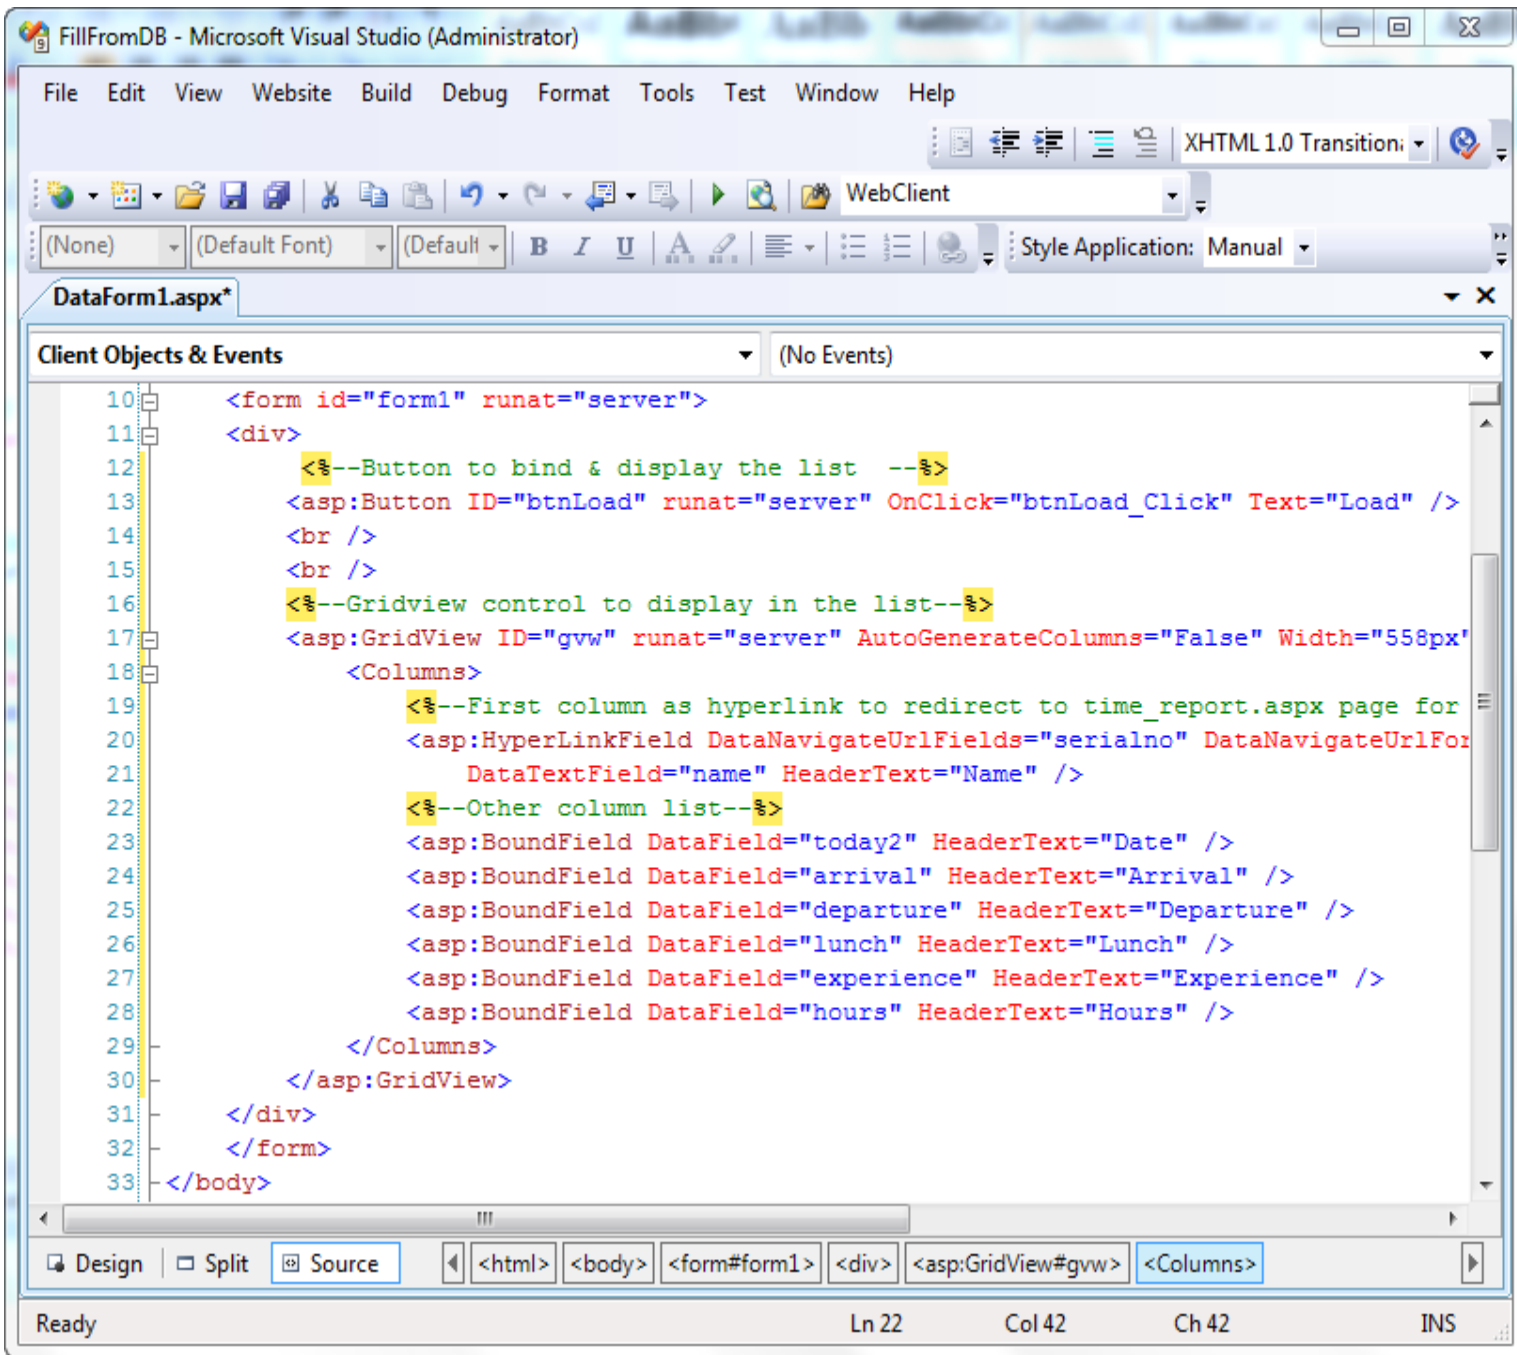 FillFromDB - Microsoft Visual Studio (Administrator)
File Edit View Website Build Debug Format Tools Test Window Help
XHTML 1.0 Transition
WebClient
(None) (Default Font) (Default B I U A Style Application: Manual
DataForm1.aspx*
Client Objects & Events (No Events)
10 <form id="form1" runat="server">
11 <div>
12 <%--Button to bind & display the list  --%>
13 <asp:Button ID="btnLoad" runat="server" OnClick="btnLoad_Click" Text="Load" />
14 <br />
15 <br />
16 <%--Gridview control to display in the list--%>
17 <asp:GridView ID="gvw" runat="server" AutoGenerateColumns="False" Width="558px"
18 <Columns>
19 <%--First column as hyperlink to redirect to time_report.aspx page for
20 <asp:HyperLinkField DataNavigateUrlFields="serialno" DataNavigateUrlFor
21 DataTextField="name" HeaderText="Name" />
22 <%--Other column list--%>
23 <asp:BoundField DataField="today2" HeaderText="Date" />
24 <asp:BoundField DataField="arrival" HeaderText="Arrival" />
25 <asp:BoundField DataField="departure" HeaderText="Departure" />
26 <asp:BoundField DataField="lunch" HeaderText="Lunch" />
27 <asp:BoundField DataField="experience" HeaderText="Experience" />
28 <asp:BoundField DataField="hours" HeaderText="Hours" />
29 </Columns>
30 </asp:GridView>
31 </div>
32 </form>
33 </body>
Design Split Source <html> <body> <form#form1> <div> <asp:GridView#gvw> <Columns>
Ready Ln 22 Col 42 Ch 42 INS